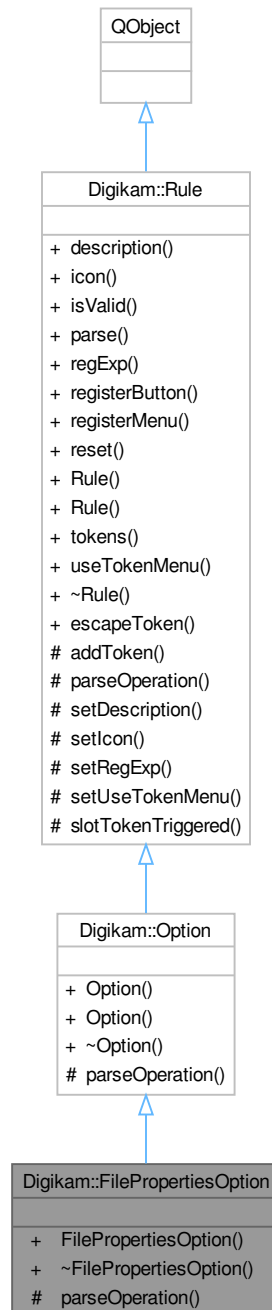 QObject
Digikam::Rule
+ description()
+ icon()
+ isValid()
+ parse()
+ regExp()
+ registerButton()
+ registerMenu()
+ reset()
+ Rule()
+ Rule()
+ tokens()
+ useTokenMenu()
+ ~Rule()
+ escapeToken()
# addToken()
# parseOperation()
# setDescription()
# setIcon()
# setRegExp()
# setUseTokenMenu()
# slotTokenTriggered()
Digikam::Option
+ Option()
+ Option()
+ ~Option()
# parseOperation()
Digikam::FilePropertiesOption
+ FilePropertiesOption()
+ ~FilePropertiesOption()
# parseOperation()